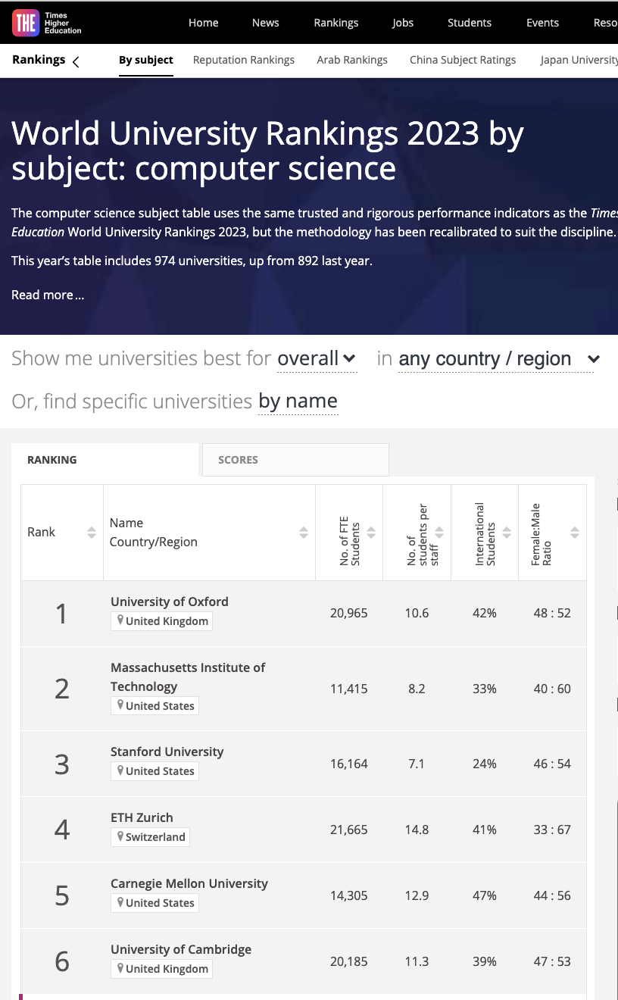 THE Times
Higher
Education
Home News Rankings Jobs Students Events Reso
Rankings By subject Reputation Rankings Arab Rankings China Subject Ratings Japan University
World University Rankings 2023 by
subject: computer science
The computer science subject table uses the same trusted and rigorous performance indicators as the Times
Education World University Rankings 2023, but the methodology has been recalibrated to suit the discipline.
This year’s table includes 974 universities, up from 892 last year.
Read more…
Show me universities best for overall in any country / region
Or, find specific universities by name
RANKING SCORES
Rank
Name
Country/Region
No. of FTE
Students
No. of
students per
staff
International
Students
Female:Male
Ratio
1 University of Oxford 20,965 10.6 42% 48 : 52
United Kingdom
2 Massachusetts Institute of
Technology 11,415 8.2 33% 40 : 60
United States
3 Stanford University 16,164 7.1 24% 46 : 54
United States
4 ETH Zurich 21,665 14.8 41% 33 : 67
Switzerland
5 Carnegie Mellon University 14,305 12.9 47% 44 : 56
United States
6 University of Cambridge 20,185 11.3 39% 47 : 53
United Kingdom